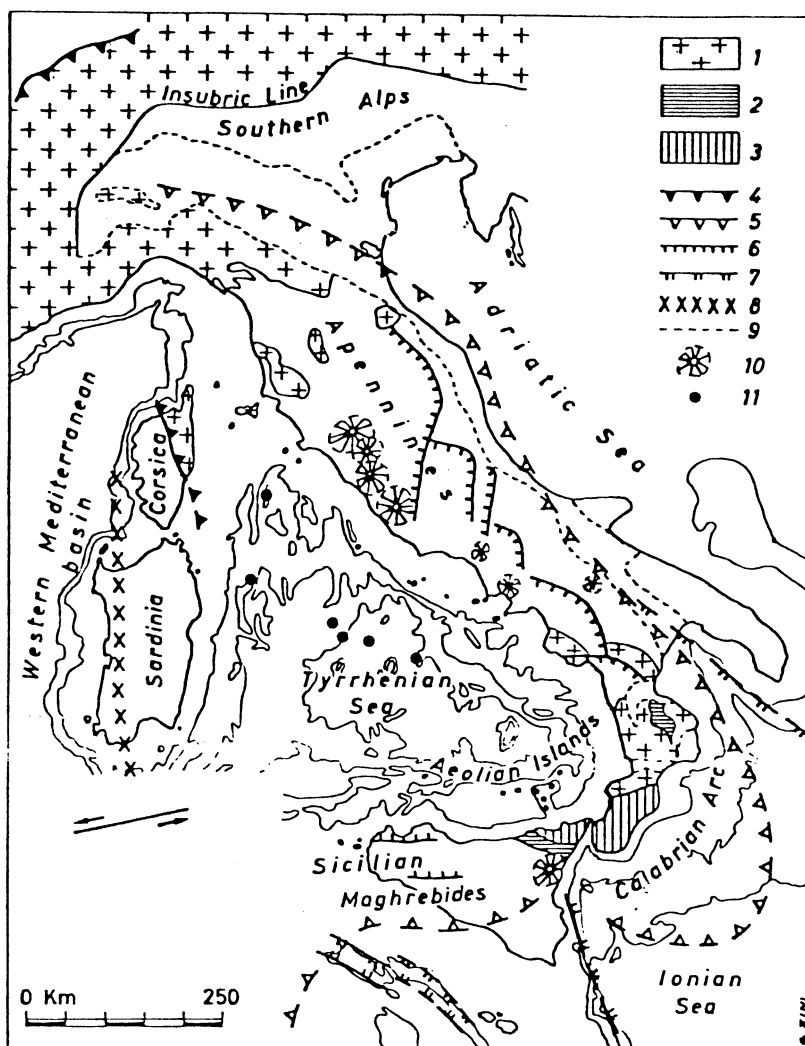 Insubric Line
Southern Alps
1
2
3
4
5
6
7
8
9
10
11
Adriatic Sea
Apennines
Western Mediterranean
basin
Corsica
Sardinia
Tyrrhenian
Sea
Aeolian Islands
Calabrian Arc
Sicilian
Maghrebides
Ionian
Sea
0 Km 250